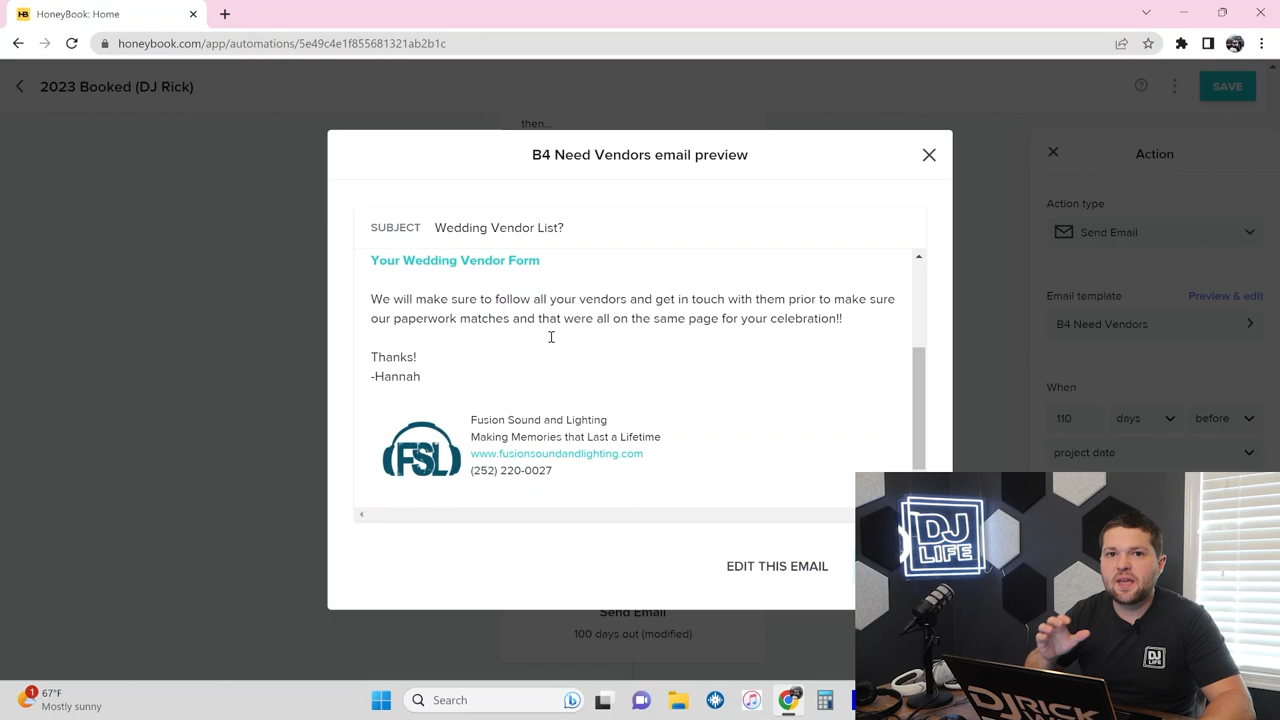 HB
HoneyBook: Home
honeybook.com/app/automations/5e49c4e1f855681321ab2b1c
2023 Booked (DJ Rick)
SAVE
then...
B4 Need Vendors email preview
Action
SUBJECT Wedding Vendor List?
Your Wedding Vendor Form
We will make sure to follow all your vendors and get in touch with them prior to make sure
our paperwork matches and that were all on the same page for your celebration!!
Thanks!
-Hannah
FSL
Fusion Sound and Lighting
Making Memories that Last a Lifetime
www.fusionsoundandlighting.com
(252) 220-0027
EDIT THIS EMAIL
Action type
Send Email
Email template Preview & edit
B4 Need Vendors
When
110 days before
project date
Send Email
100 days out (modified)
DJ
LIFE
DJ
LIFE
DJ RICK
1
67°F
Mostly sunny
Search